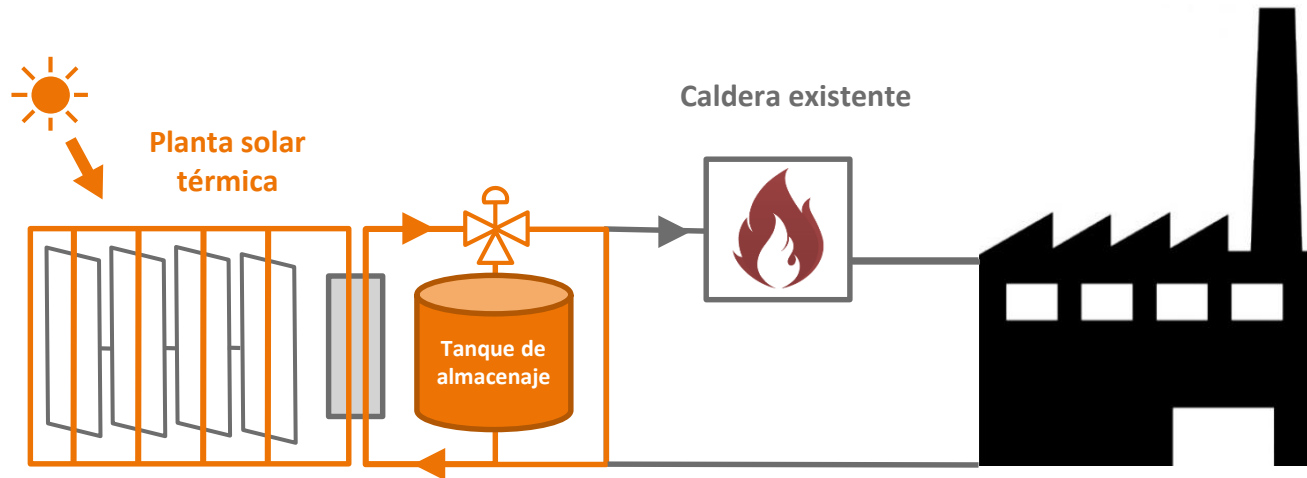 Caldera existente
Planta solar
térmica
Tanque de
almacenaje